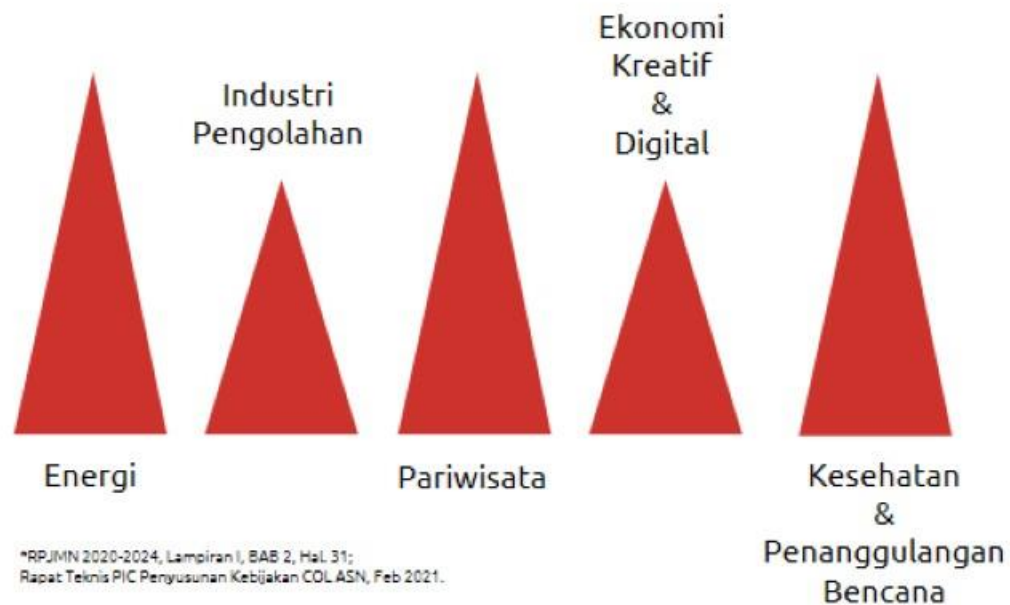 Energi
Industri
Pengolahan
Pariwisata
Ekonomi
Kreatif
&
Digital
Kesehatan
&
Penanggulangan
Bencana
*RPJMN 2020-2024, Lampiran I, BAB 2, Hal. 31;
Rapat Teknis PIC Penyusunan Kebijakan COL ASN, Feb 2021.